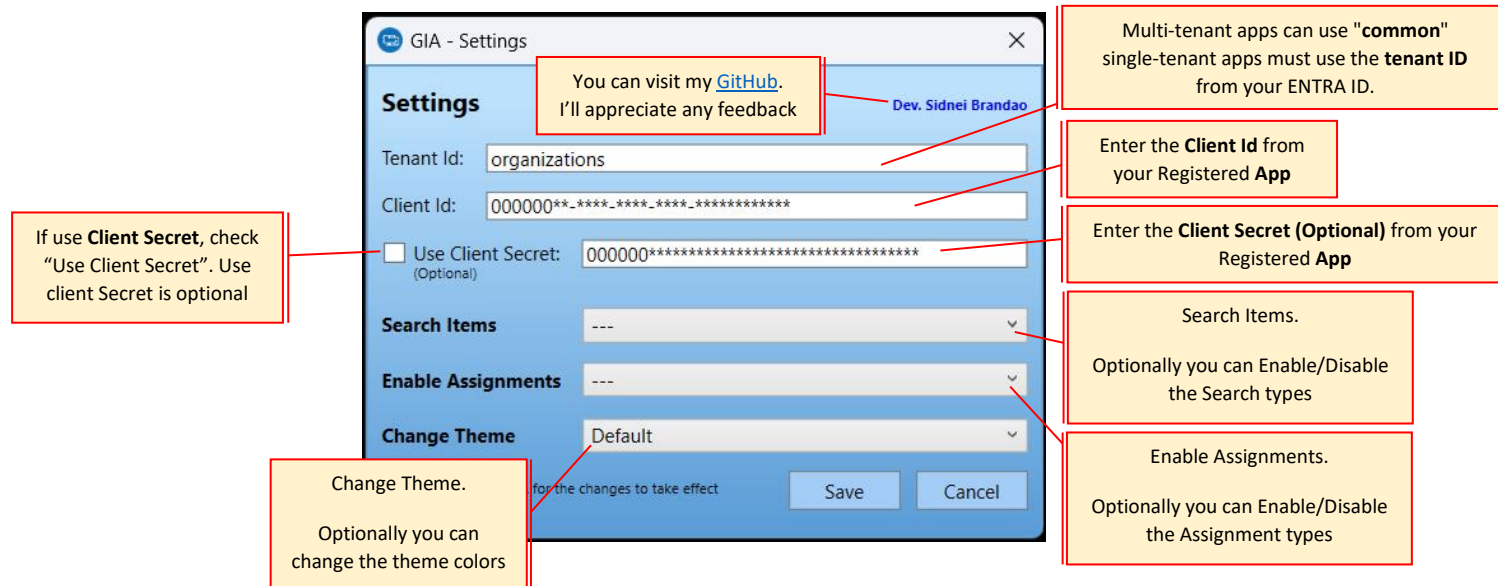 GIA - Settings
Multi-tenant apps can use "common"
single-tenant apps must use the tenant ID
from your ENTRA ID.
You can visit my GitHub.
I'll appreciate any feedback
Settings
Dev. Sidnei Brandao
Tenant Id:
organizations
Enter the Client Id from
your Registered App
Client Id:
000000**-****-****-****-************
If use Client Secret, check
“Use Client Secret”. Use
client Secret is optional
Use Client Secret:
(Optional)
000000**********************************
Enter the Client Secret (Optional) from your
Registered App
Search Items
---
Search Items.
Optionally you can Enable/Disable
the Search types
Enable Assignments
---
Change Theme
Default
Enable Assignments.
Optionally you can Enable/Disable
the Assignment types
Change Theme.
Optionally you can
change the theme colors
for the changes to take effect
Save
Cancel